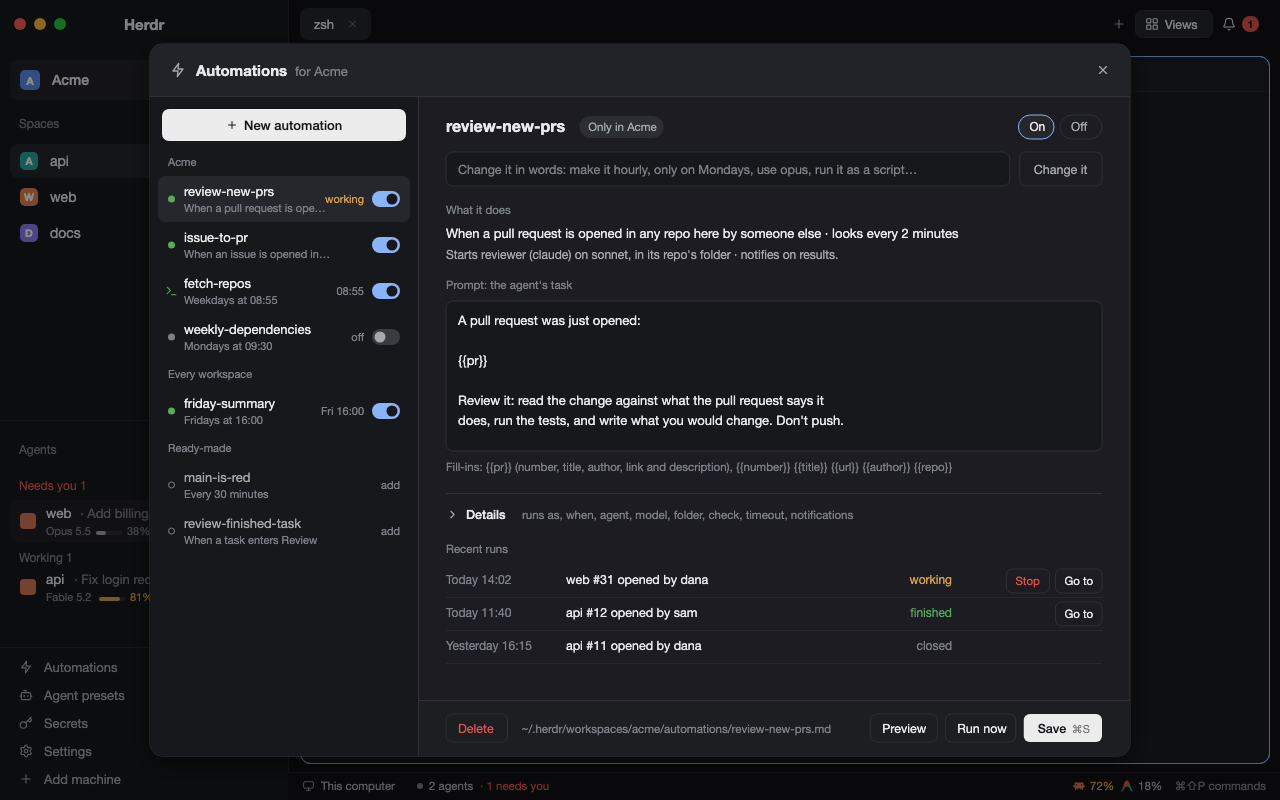 Herdr
zsh ×
+ Views 1
A Acme
Spaces
A api
W web
D docs
Agents
Needs you 1
web · Add billing
Opus 5.5 38%
Working 1
api · Fix login red
Fable 5.2 81%
Automations
Agent presets
Secrets
Settings
+ Add machine
Automations for Acme
+ New automation
Acme
review-new-prs
When a pull request is ope… working
issue-to-pr
When an issue is opened in…
fetch-repos
Weekdays at 08:55 08:55
weekly-dependencies
Mondays at 09:30 off
Every workspace
friday-summary
Fridays at 16:00 Fri 16:00
Ready-made
main-is-red
Every 30 minutes add
review-finished-task
When a task enters Review add
review-new-prs Only in Acme On Off
Change it in words: make it hourly, only on Mondays, use opus, run it as a script… Change it
What it does
When a pull request is opened in any repo here by someone else · looks every 2 minutes
Starts reviewer (claude) on sonnet, in its repo's folder · notifies on results.
Prompt: the agent's task
A pull request was just opened:
{{pr}}
Review it: read the change against what the pull request says it
does, run the tests, and write what you would change. Don't push.
Fill-ins: {{pr}} (number, title, author, link and description), {{number}} {{title}} {{url}} {{author}} {{repo}}
Details runs as, when, agent, model, folder, check, timeout, notifications
Recent runs
Today 14:02 web #31 opened by dana working Stop Go to
Today 11:40 api #12 opened by sam finished Go to
Yesterday 16:15 api #11 opened by dana closed
Delete ~/.herdr/workspaces/acme/automations/review-new-prs.md Preview Run now Save ⌘S
This computer 2 agents · 1 needs you 72% 18% ⌘⇧P commands